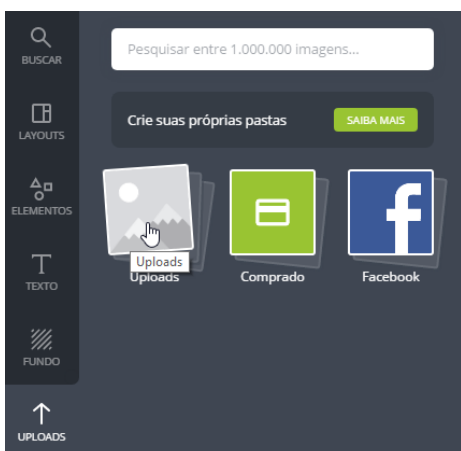 BUSCAR
LAYOUTS
ELEMENTOS
TEXTO
FUNDO
UPLOADS
Pesquisar entre 1.000.000 imagens...
Crie suas próprias pastas
SAIBA MAIS
Uploads
Uploads
Comprado
Facebook